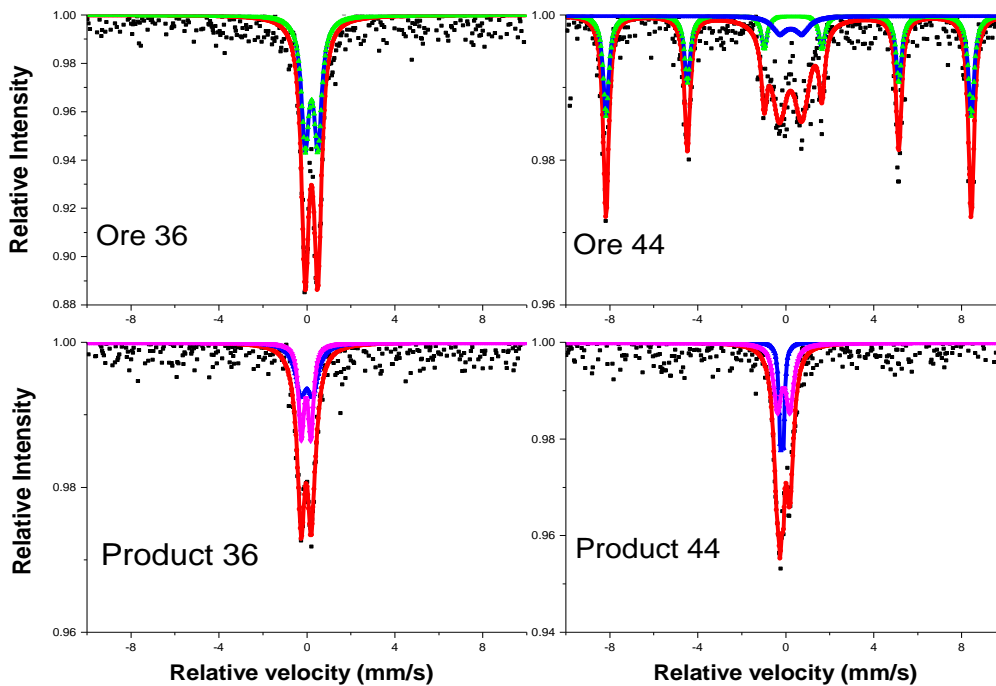 1.00
0.98
0.96
0.94
0.92
0.90
0.88
-8 -4 0 4 8
Relative Intensity
Ore 36
1.00
0.98
0.96
-8 -4 0 4 8
Ore 44
1.00
0.98
0.96
-8 -4 0 4 8
Relative Intensity
Product 36
Relative velocity (mm/s)
1.00
0.98
0.96
0.94
-8 -4 0 4 8
Product 44
Relative velocity (mm/s)